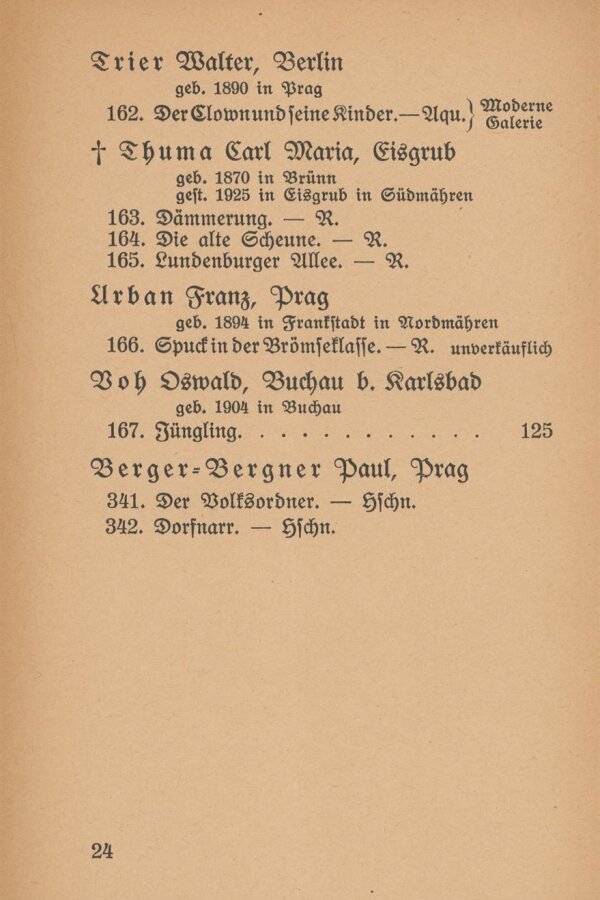 Trier Walter, Berlin
geb. 1890 in Prag
162. Der Clown und seine Kinder. — Aqu. } Moderne Galerie
† Thuma Carl Maria, Eisgrub
geb. 1870 in Brünn
gest. 1925 in Eisgrub in Südmähren
163. Dämmerung. — R.
164. Die alte Scheune. — R.
165. Lundenburger Allee. — R.
Urban Franz, Prag
geb. 1894 in Frankstadt in Nordmähren
166. Spuck in der Brömseklasse. — R. unverkäuflich
Voh Oswald, Buchau b. Karlsbad
geb. 1904 in Buchau
167. Jüngling. . . . . . . . . . . . 125
Berger-Bergner Paul, Prag
341. Der Volksordner. — Hschn.
342. Dorfnarr. — Hschn.
24